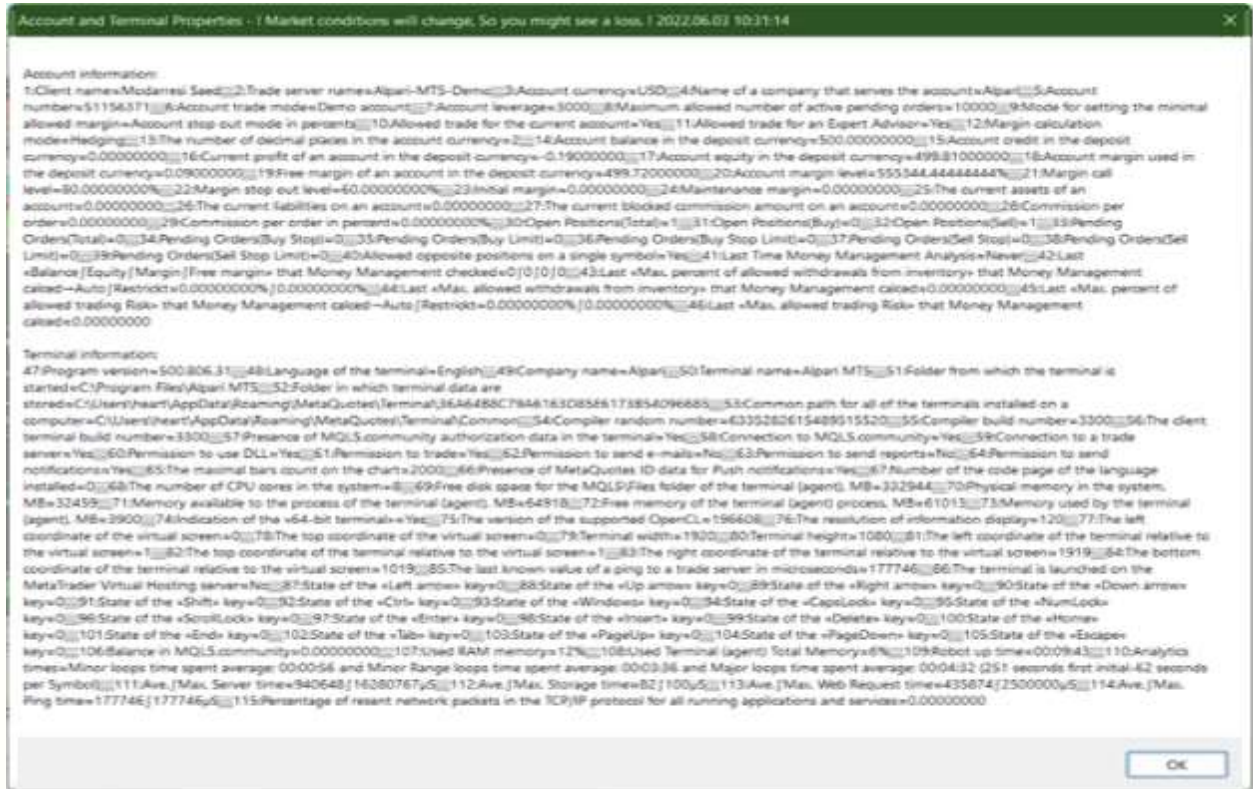 Account and Terminal Properties - ! Market conditions will change, So you might see a loss. ! 2022.06.03 10:31:14
Account information:
1:Client name=Modarresi Saeed▒2:Trade server name=Alpari-MT5-Demo▒3:Account currency=USD▒4:Name of a company that serves the account=Alpari▒5:Account
number=51156371▒6:Account trade mode=Demo account▒7:Account leverage=3000▒8:Maximum allowed number of active pending orders=10000▒9:Mode for setting the minimal
allowed margin=Account stop out mode in percents▒10:Allowed trade for the current account=Yes▒11:Allowed trade for an Expert Advisor=Yes▒12:Margin calculation
mode=Hedging▒13:The number of decimal places in the account currency=2▒14:Account balance in the deposit currency=500.00000000▒15:Account credit in the deposit
currency=0.00000000▒16:Current profit of an account in the deposit currency=-0.19000000▒17:Account equity in the deposit currency=499.81000000▒18:Account margin used in
the deposit currency=0.09000000▒19:Free margin of an account in the deposit currency=499.72000000▒20:Account margin level=555344.44444444%▒21:Margin call
level=80.00000000%▒22:Margin stop out level=60.00000000%▒23:Initial margin=0.00000000▒24:Maintenance margin=0.00000000▒25:The current assets of an
account=0.00000000▒26:The current liabilities on an account=0.00000000▒27:The current blocked commission amount on an account=0.00000000▒28:Commission per
order=0.00000000▒29:Commission per order in percent=0.00000000%▒30:Open Positions(Total)=1▒31:Open Positions(Buy)=0▒32:Open Positions(Sell)=1▒33:Pending
Orders(Total)=0▒34:Pending Orders(Buy Stop)=0▒35:Pending Orders(Buy Limit)=0▒36:Pending Orders(Buy Stop Limit)=0▒37:Pending Orders(Sell Stop)=0▒38:Pending Orders(Sell
Limit)=0▒39:Pending Orders(Sell Stop Limit)=0▒40:Allowed opposite positions on a single symbol=Yes▒41:Last Time Money Management Analysis=Never▒42:Last
«Balance⌠Equity⌠Margin⌠Free margin» that Money Management checked=0⌠0⌠0⌠0▒43:Last «Max. percent of allowed withdrawals from inventory» that Money Management
calced→Auto⌠Restrickt=0.00000000%⌠0.00000000%▒44:Last «Max. allowed withdrawals from inventory» that Money Management calced=0.00000000▒45:Last «Max. percent of
allowed trading Risk» that Money Management calced→Auto⌠Restrickt=0.00000000%⌠0.00000000%▒46:Last «Max. allowed trading Risk» that Money Management
calced=0.00000000
Terminal information:
47:Program version=500.806.31▒48:Language of the terminal=English▒49:Company name=Alpari▒50:Terminal name=Alpari MT5▒51:Folder from which the terminal is
started=C:\Program Files\Alpari MT5▒52:Folder in which terminal data are
stored=C:\Users\heart\AppData\Roaming\MetaQuotes\Terminal\▒53:Common path for all of the terminals installed on a
computer=C:\Users\heart\AppData\Roaming\MetaQuotes\Terminal\Common▒54:Compiler random number=6335282615489515520▒55:Compiler build number=3300▒56:The client
terminal build number=3300▒57:Presence of MQL5.community authorization data in the terminal=Yes▒58:Connection to MQL5.community=Yes▒59:Connection to a trade
server=Yes▒60:Permission to use DLL=Yes▒61:Permission to trade=Yes▒62:Permission to send e-mails=No▒63:Permission to send reports=No▒64:Permission to send
notifications=Yes▒65:The maximal bars count on the chart=2000▒66:Presence of MetaQuotes ID data for Push notifications=Yes▒67:Number of the code page of the language
installed=0▒68:The number of CPU cores in the system=8▒69:Free disk space for the MQL5\Files folder of the terminal (agent), MB=332944▒70:Physical memory in the system,
MB=32459▒71:Memory available to the process of the terminal (agent), MB=64918▒72:Free memory of the terminal (agent) process, MB=61015▒73:Memory used by the terminal
(agent), MB=3900▒74:Indication of the «64-bit terminal»=Yes▒75:The version of the supported OpenCL=196608▒76:The resolution of information display=120▒77:The left
coordinate of the virtual screen=0▒78:The top coordinate of the virtual screen=0▒79:Terminal width=1920▒80:Terminal height=1080▒81:The left coordinate of the terminal relative to
the virtual screen=1▒82:The top coordinate of the terminal relative to the virtual screen=1▒83:The right coordinate of the terminal relative to the virtual screen=1919▒84:The bottom
coordinate of the terminal relative to the virtual screen=1019▒85:The last known value of a ping to a trade server in microseconds=177746▒86:The terminal is launched on the
MetaTrader Virtual Hosting server=No▒87:State of the «Left arrow» key=0▒88:State of the «Up arrow» key=0▒89:State of the «Right arrow» key=0▒90:State of the «Down arrow»
key=0▒91:State of the «Shift» key=0▒92:State of the «Ctrl» key=0▒93:State of the «Windows» key=0▒94:State of the «CapsLock» key=0▒95:State of the «NumLock»
key=0▒96:State of the «ScrollLock» key=0▒97:State of the «Enter» key=0▒98:State of the «Insert» key=0▒99:State of the «Delete» key=0▒100:State of the «Home»
key=0▒101:State of the «End» key=0▒102:State of the «Tab» key=0▒103:State of the «PageUp» key=0▒104:State of the «PageDown» key=0▒105:State of the «Escape»
key=0▒106:Balance in MQL5.community=0.00000000▒107:Used RAM memory=12%▒108:Used Terminal (agent) Total Memory=6%▒109:Robot up time=00:09:43▒110:Analytics
times=Minor loops time spent average: 00:00:56 and Minor Range loops time spent average: 00:03:36 and Major loops time spent average: 00:04:32 (251 seconds first initial-62 seconds
per Symbol)▒111:Ave.⌠Max. Server time=940648⌠16280767µS▒112:Ave.⌠Max. Storage time=82⌠100µS▒113:Ave.⌠Max. Web Request time=435874⌠2500000µS▒114:Ave.⌠Max.
Ping time=177746⌠177746µS▒115:Percentage of resent network packets in the TCP/IP protocol for all running applications and services=0.00000000
OK